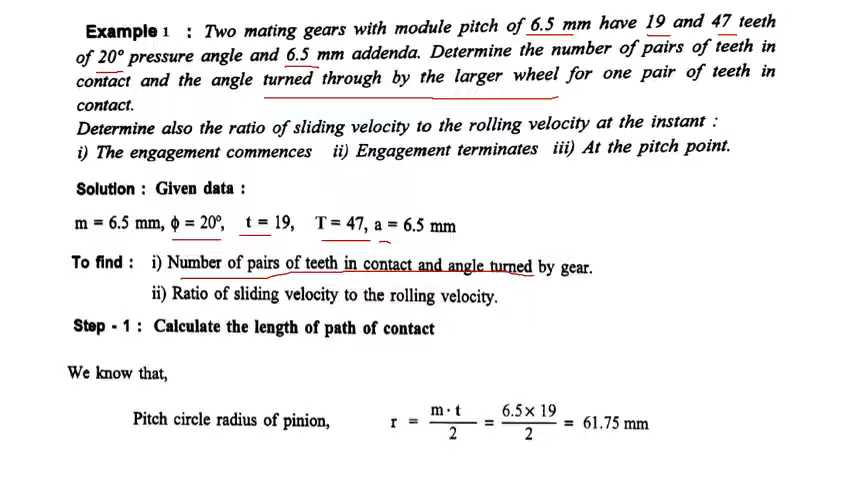 Example 1 : Two mating gears with module pitch of 6.5 mm have 19 and 47 teeth
of 20° pressure angle and 6.5 mm addenda. Determine the number of pairs of teeth in
contact and the angle turned through by the larger wheel for one pair of teeth in
contact.
Determine also the ratio of sliding velocity to the rolling velocity at the instant :
i) The engagement commences ii) Engagement terminates iii) At the pitch point.
Solution : Given data :
m = 6.5 mm, ϕ = 20°, t = 19, T = 47, a = 6.5 mm
To find : i) Number of pairs of teeth in contact and angle turned by gear.
ii) Ratio of sliding velocity to the rolling velocity.
Step - 1 : Calculate the length of path of contact
We know that,
Pitch circle radius of pinion, r = m · t / 2 = 6.5 × 19 / 2 = 61.75 mm